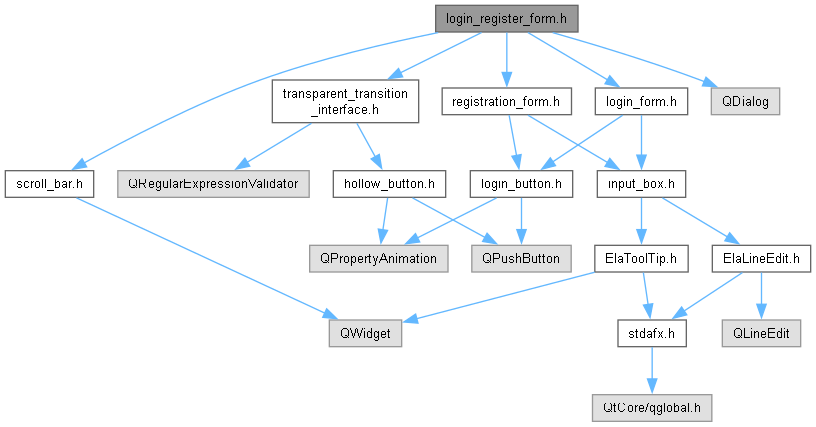 login_register_form.h
transparent_transition
_interface.h
registration_form.h
login_form.h
QDialog
scroll_bar.h
QRegularExpressionValidator
hollow_button.h
login_button.h
input_box.h
QPropertyAnimation
QPushButton
ElaToolTip.h
ElaLineEdit.h
QWidget
stdafx.h
QLineEdit
QtCore/qglobal.h